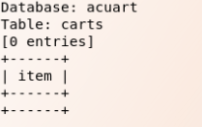 Database: acuart
Table: carts
[0 entries]
+------+
| item |
+------+
+------+